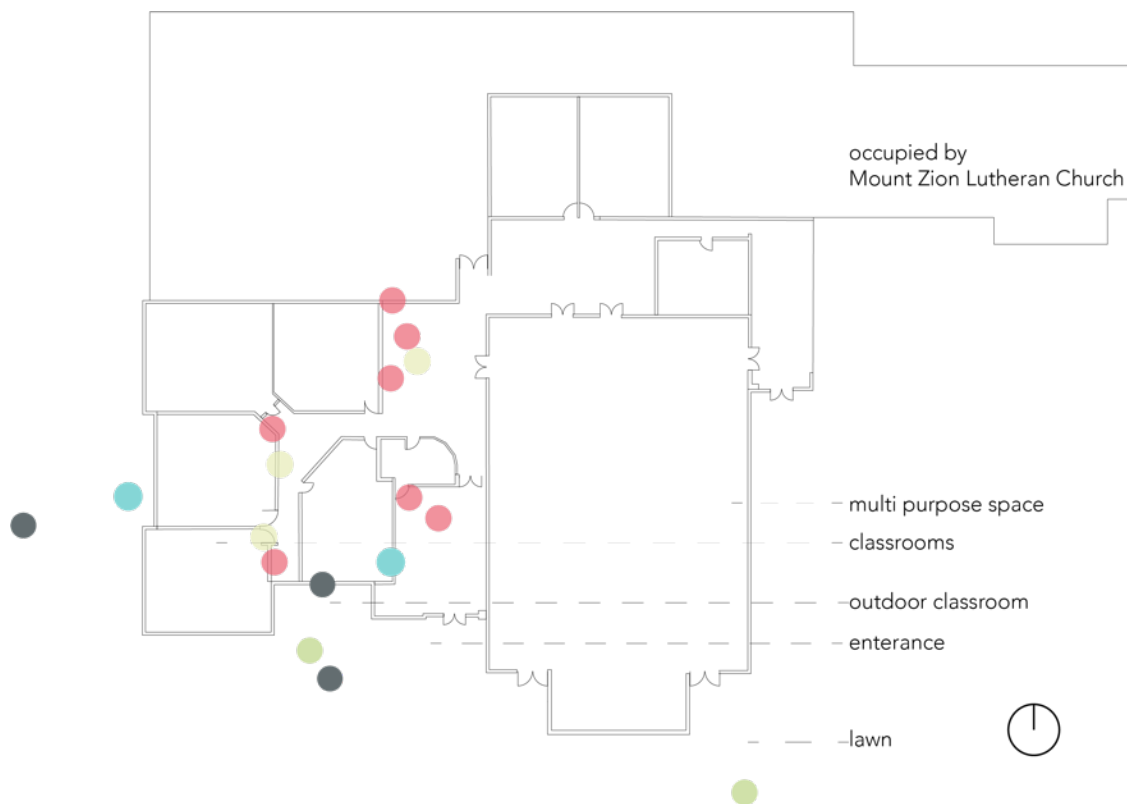 occupied by
Mount Zion Lutheran Church
multi purpose space
classrooms
outdoor classroom
enterance
lawn